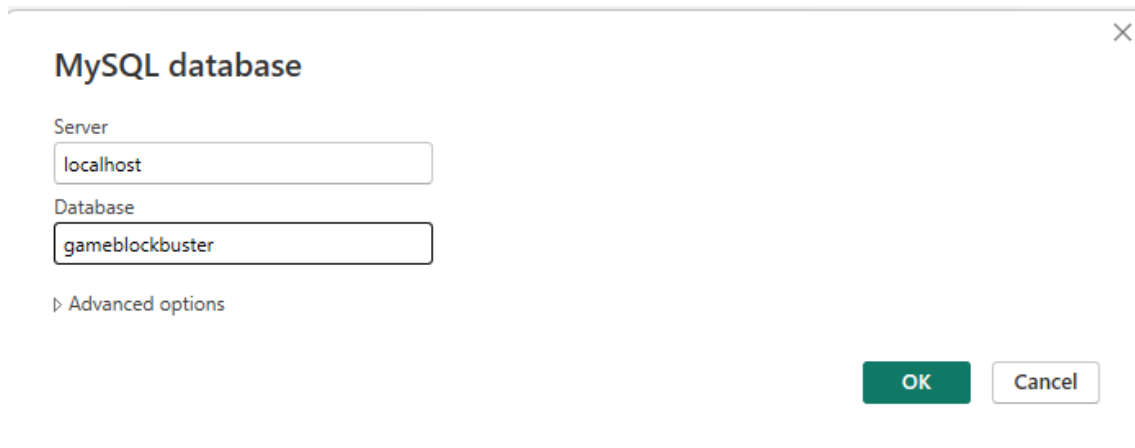 MySQL database
Server
localhost
Database
gameblockbuster
Advanced options
OK Cancel